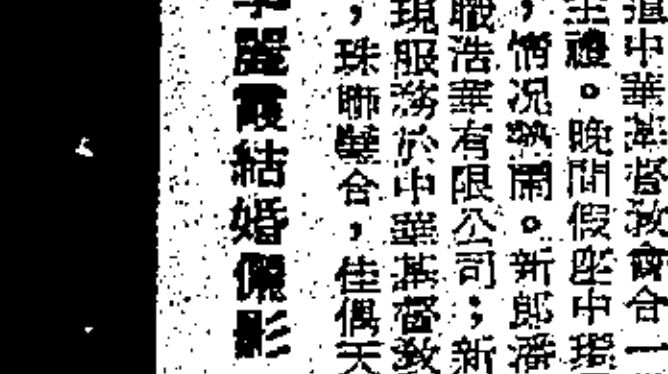 中華基督教會合一
主禮。晚間假座中環
，情況熱鬧。新郎潘
職浩華有限公司；新
現服務於中華基督教
，珠聯璧合，佳偶天
李麗霞結婚儷影